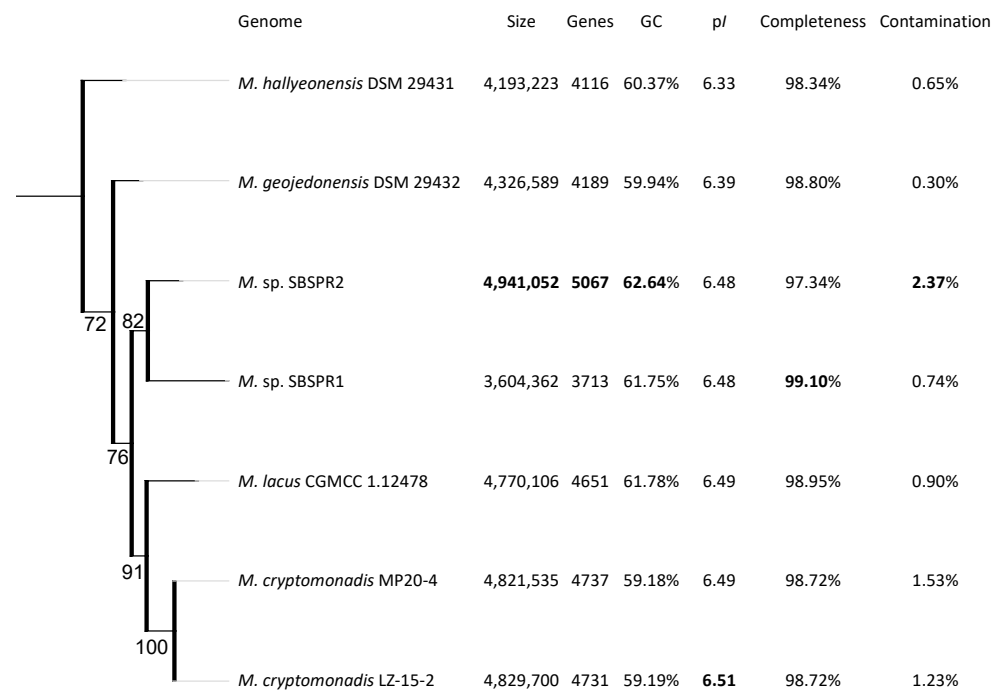 Genome Size Genes GC pI Completeness Contamination
M. hallyeonensis DSM 29431 4,193,223 4116 60.37% 6.33 98.34% 0.65%
M. geojedonensis DSM 29432 4,326,589 4189 59.94% 6.39 98.80% 0.30%
M. sp. SBSPR2 4,941,052 5067 62.64% 6.48 97.34% 2.37%
72 82
M. sp. SBSPR1 3,604,362 3713 61.75% 6.48 99.10% 0.74%
76
M. lacus CGMCC 1.12478 4,770,106 4651 61.78% 6.49 98.95% 0.90%
91
M. cryptomonadis MP20-4 4,821,535 4737 59.18% 6.49 98.72% 1.53%
100
M. cryptomonadis LZ-15-2 4,829,700 4731 59.19% 6.51 98.72% 1.23%